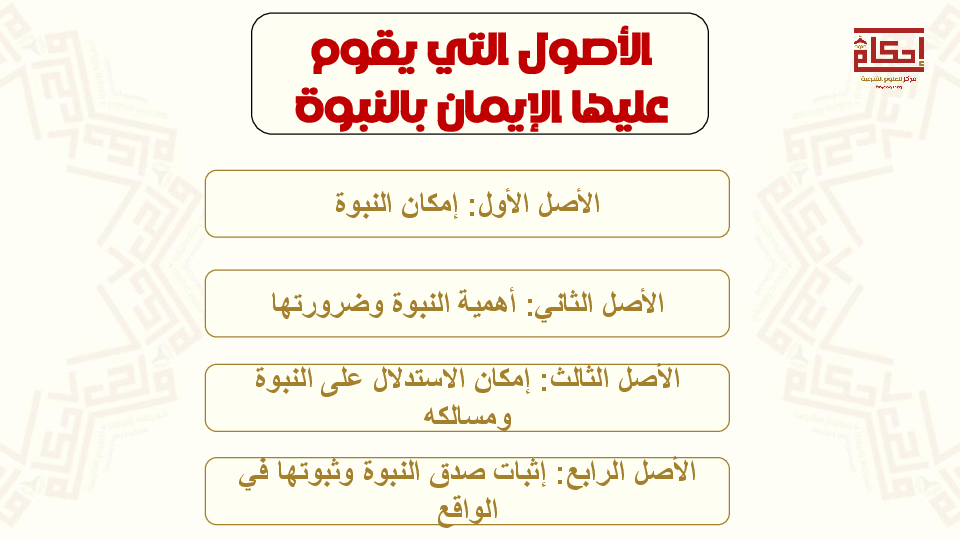 الأصول التي يقوم
عليها الإيمان بالنبوة
إحكام
مركز للعلوم الشرعية
الأصل الأول: إمكان النبوة
الأصل الثاني: أهمية النبوة وضرورتها
الأصل الثالث: إمكان الاستدلال على النبوة
ومسالكه
الأصل الرابع: إثبات صدق النبوة وثبوتها في
الواقع